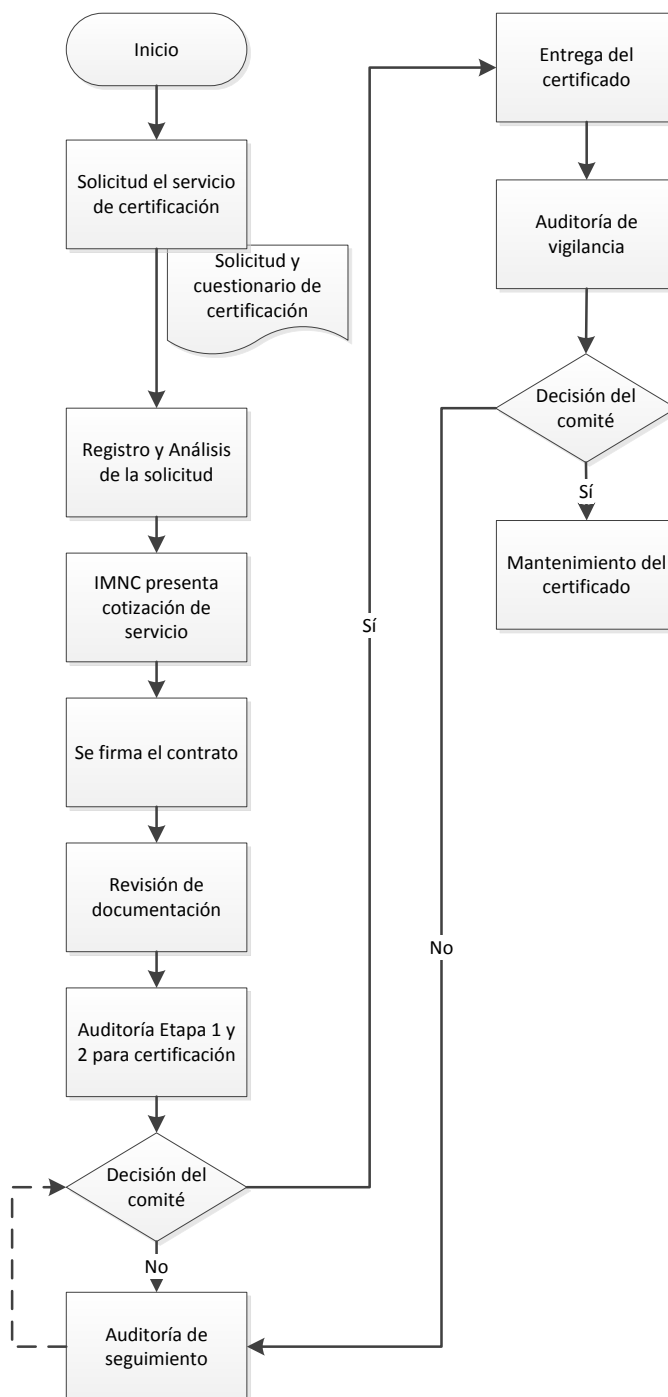 Inicio
Solicitud el servicio
de certificación
Solicitud y
cuestionario de
certificación
Registro y Análisis
de la solicitud
IMNC presenta
cotización de
servicio
Se firma el contrato
Revisión de
documentación
Auditoría Etapa 1 y
2 para certificación
Decisión del
comité
No
Auditoría de
seguimiento
Sí
Entrega del
certificado
Auditoría de
vigilancia
Decisión del
comité
Sí
Mantenimiento del
certificado
No